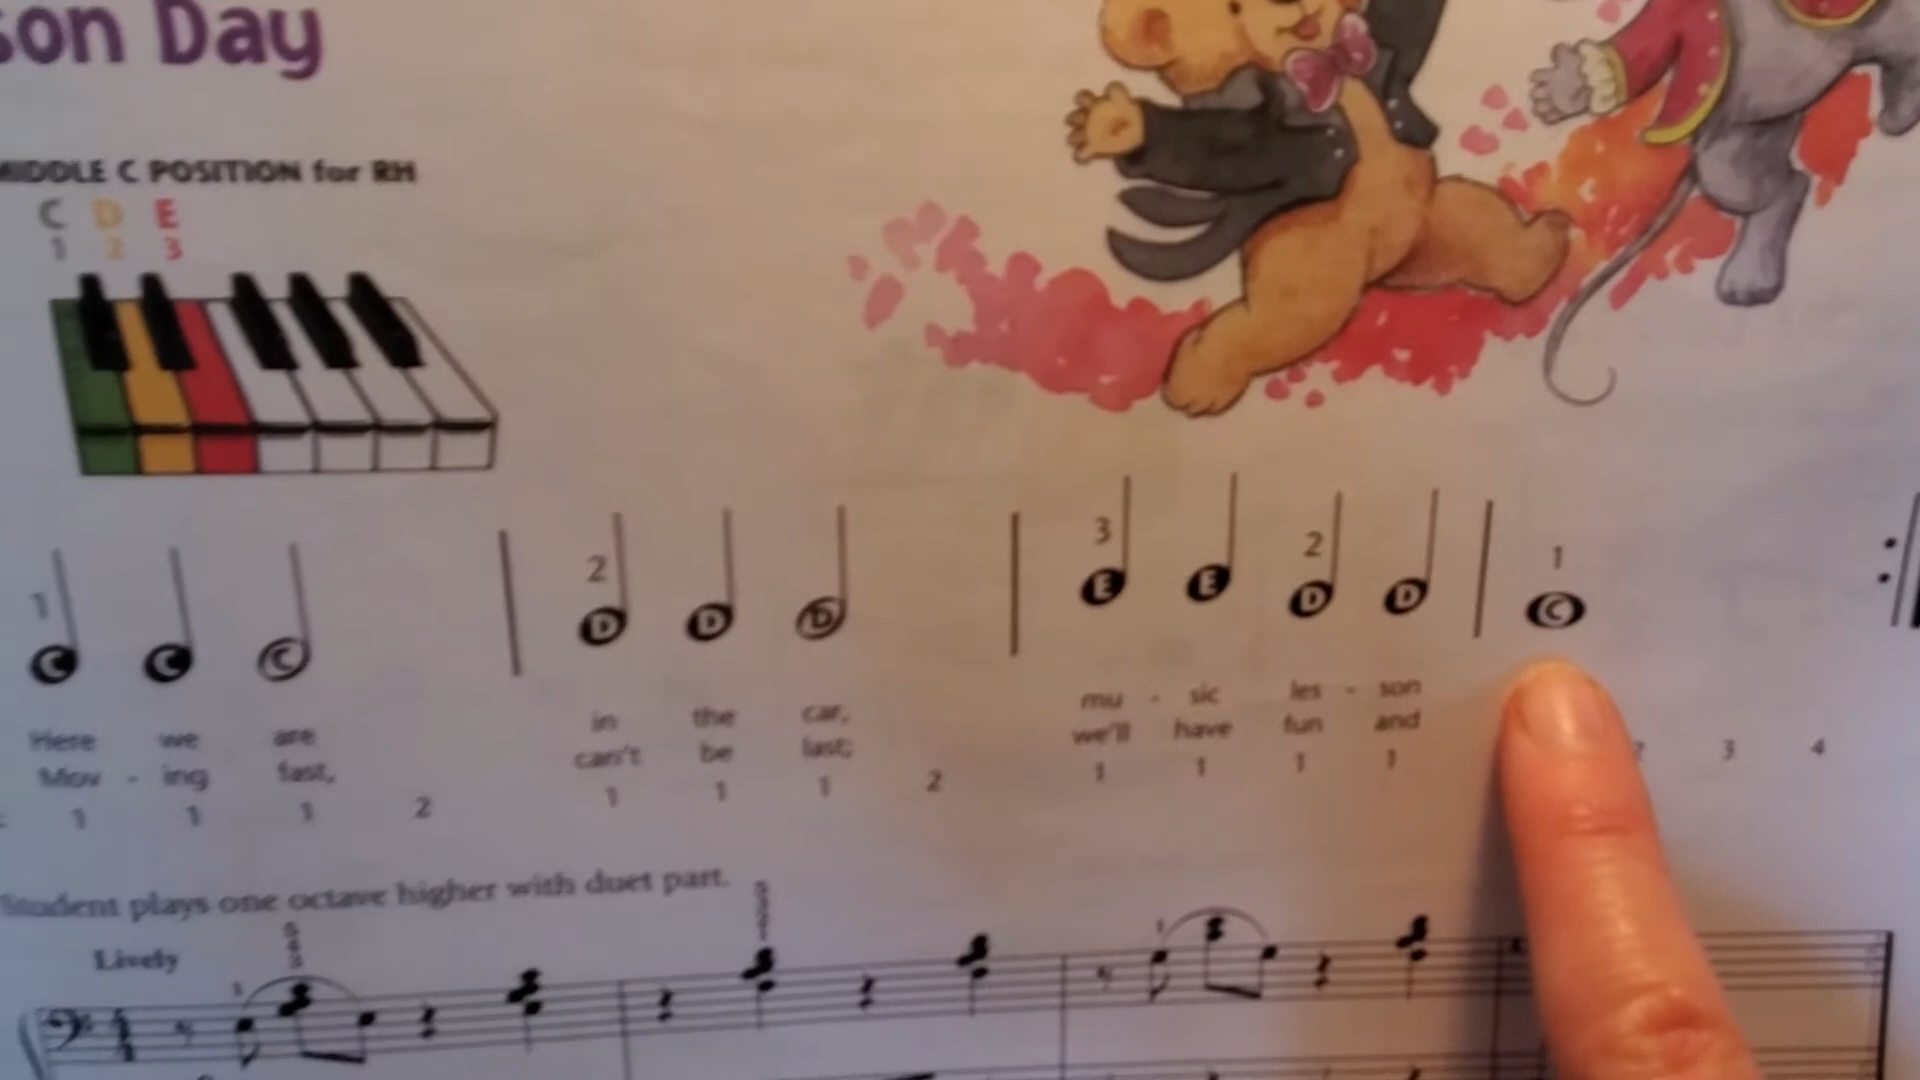 son Day
MIDDLE C POSITION for RH
C D E
1 2 3
1 2 3 2 1
C C C D D D E E D D C
Here we are in the car, mu - sic les - son
Mov - ing fast, can't be last; we'll have fun and
1 1 1 2 1 1 1 2 1 1 1 1 2 3 4
Student plays one octave higher with duet part.
Lively